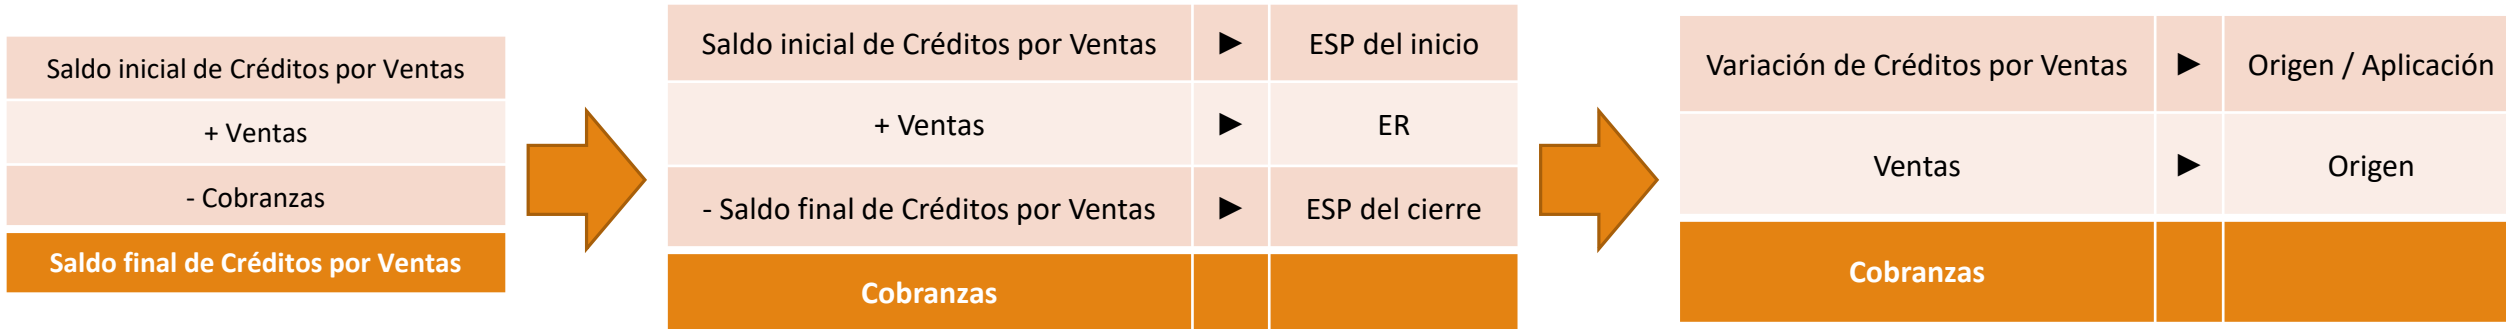 Saldo inicial de Créditos por Ventas
+ Ventas
- Cobranzas
Saldo final de Créditos por Ventas
Saldo inicial de Créditos por Ventas ► ESP del inicio
+ Ventas ► ER
- Saldo final de Créditos por Ventas ► ESP del cierre
Cobranzas
Variación de Créditos por Ventas ► Origen / Aplicación
Ventas ► Origen
Cobranzas